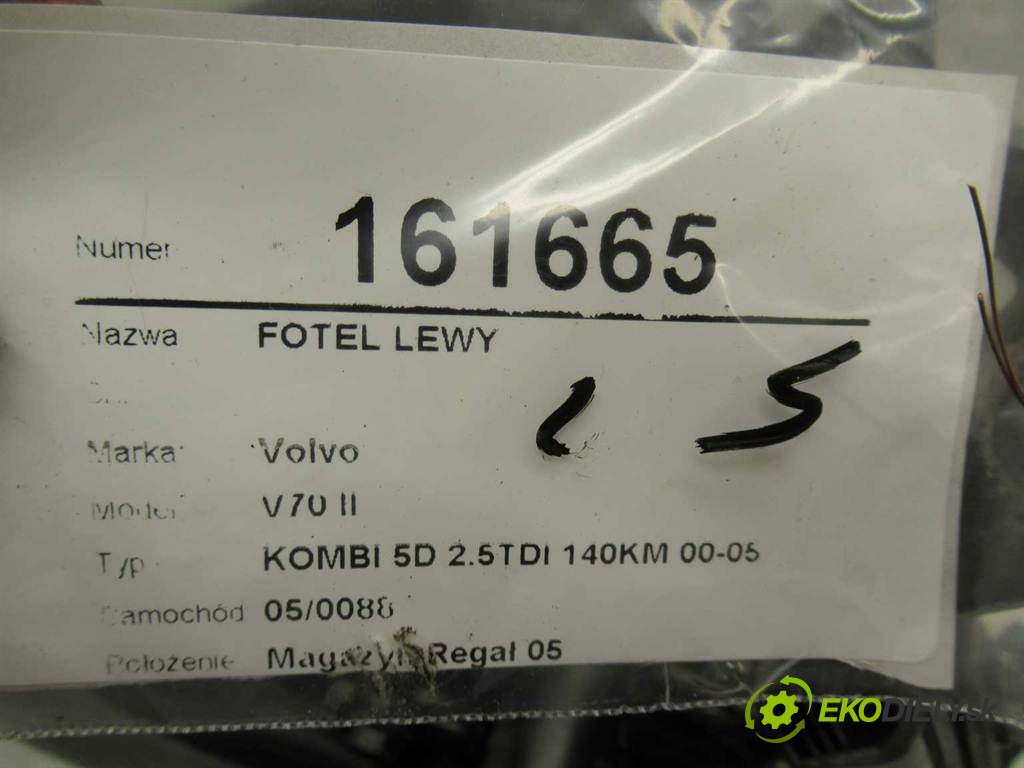 Numer 161665
Nazwa FOTEL LEWY
Marka Volvo
Model V70 II
Typ KOMBI 5D 2.5TDI 140KM 00-05
Samochód 05/0088
Położenie Magazyn Regał 05
EKODIELY.sk